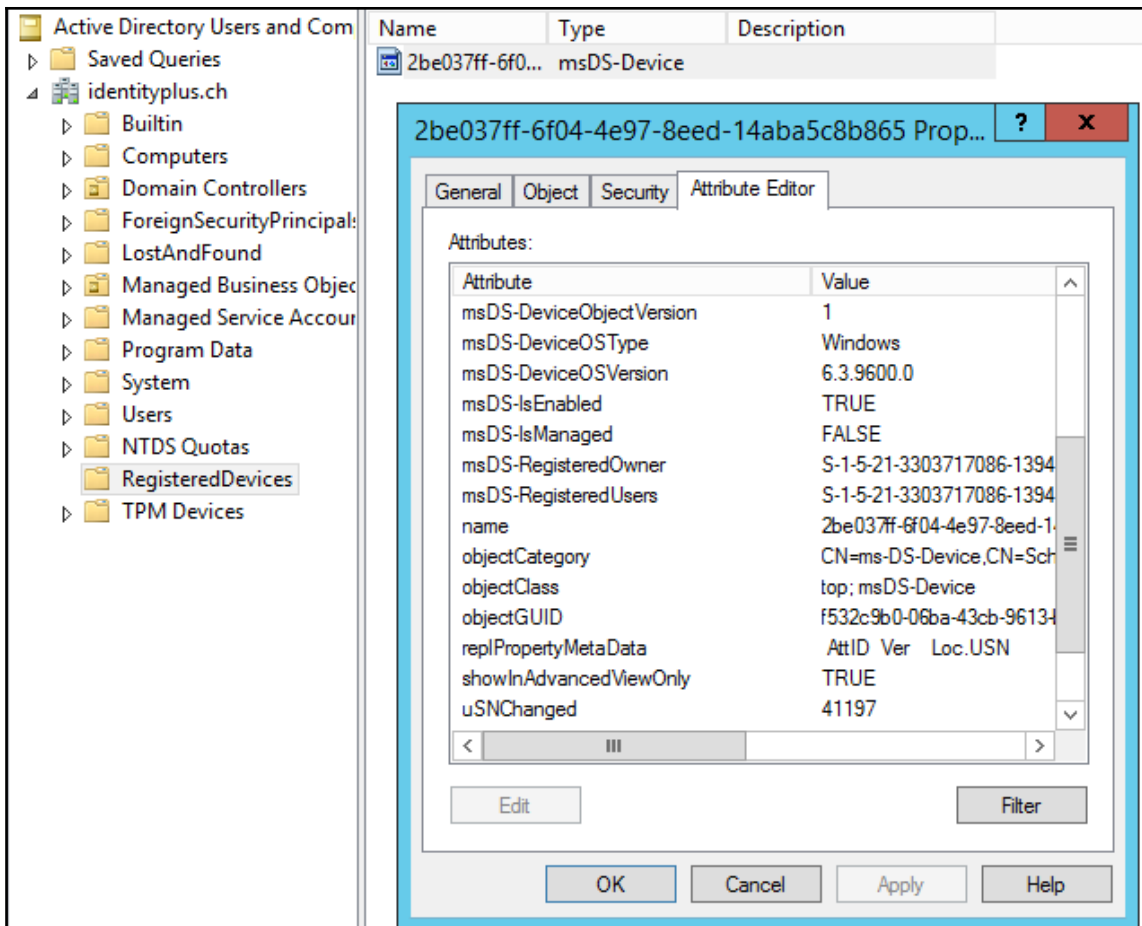 Active Directory Users and Com
Saved Queries
identityplus.ch
Builtin
Computers
Domain Controllers
ForeignSecurityPrincipals
LostAndFound
Managed Business Objec
Managed Service Accour
Program Data
System
Users
NTDS Quotas
RegisteredDevices
TPM Devices
Name Type Description
2be037ff-6f0... msDS-Device
2be037ff-6f04-4e97-8eed-14aba5c8b865 Prop... ? x
General Object Security Attribute Editor
Attributes:
Attribute Value
msDS-DeviceObjectVersion 1
msDS-DeviceOSType Windows
msDS-DeviceOSVersion 6.3.9600.0
msDS-IsEnabled TRUE
msDS-IsManaged FALSE
msDS-RegisteredOwner S-1-5-21-3303717086-1394
msDS-RegisteredUsers S-1-5-21-3303717086-1394
name 2be037ff-6f04-4e97-8eed-1
objectCategory CN=ms-DS-Device,CN=Sch
objectClass top; msDS-Device
objectGUID f532c9b0-06ba-43cb-9613-
replPropertyMetaData AttID Ver Loc.USN
showInAdvancedViewOnly TRUE
uSNChanged 41197
Edit Filter
OK Cancel Apply Help